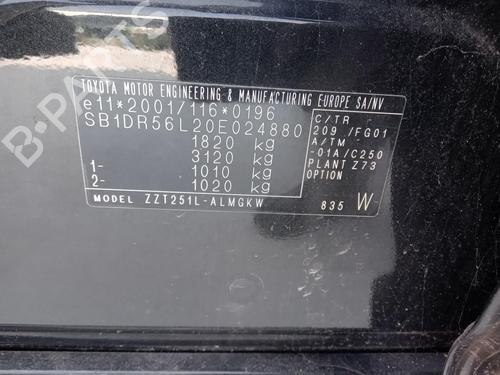 TOYOTA MOTOR ENGINEERING & MANUFACTURING EUROPE SA/NV
e11*2001/116*0196
SB1DR56L20E024880
1820 kg
3120 kg
1- 1010 kg
2- 1020 kg
MODEL ZZT251L-ALMGKW
C/TR
209 /FG01
A/TM
-01A/C250
PLANT Z73
OPTION
835 W-
B-PARTS